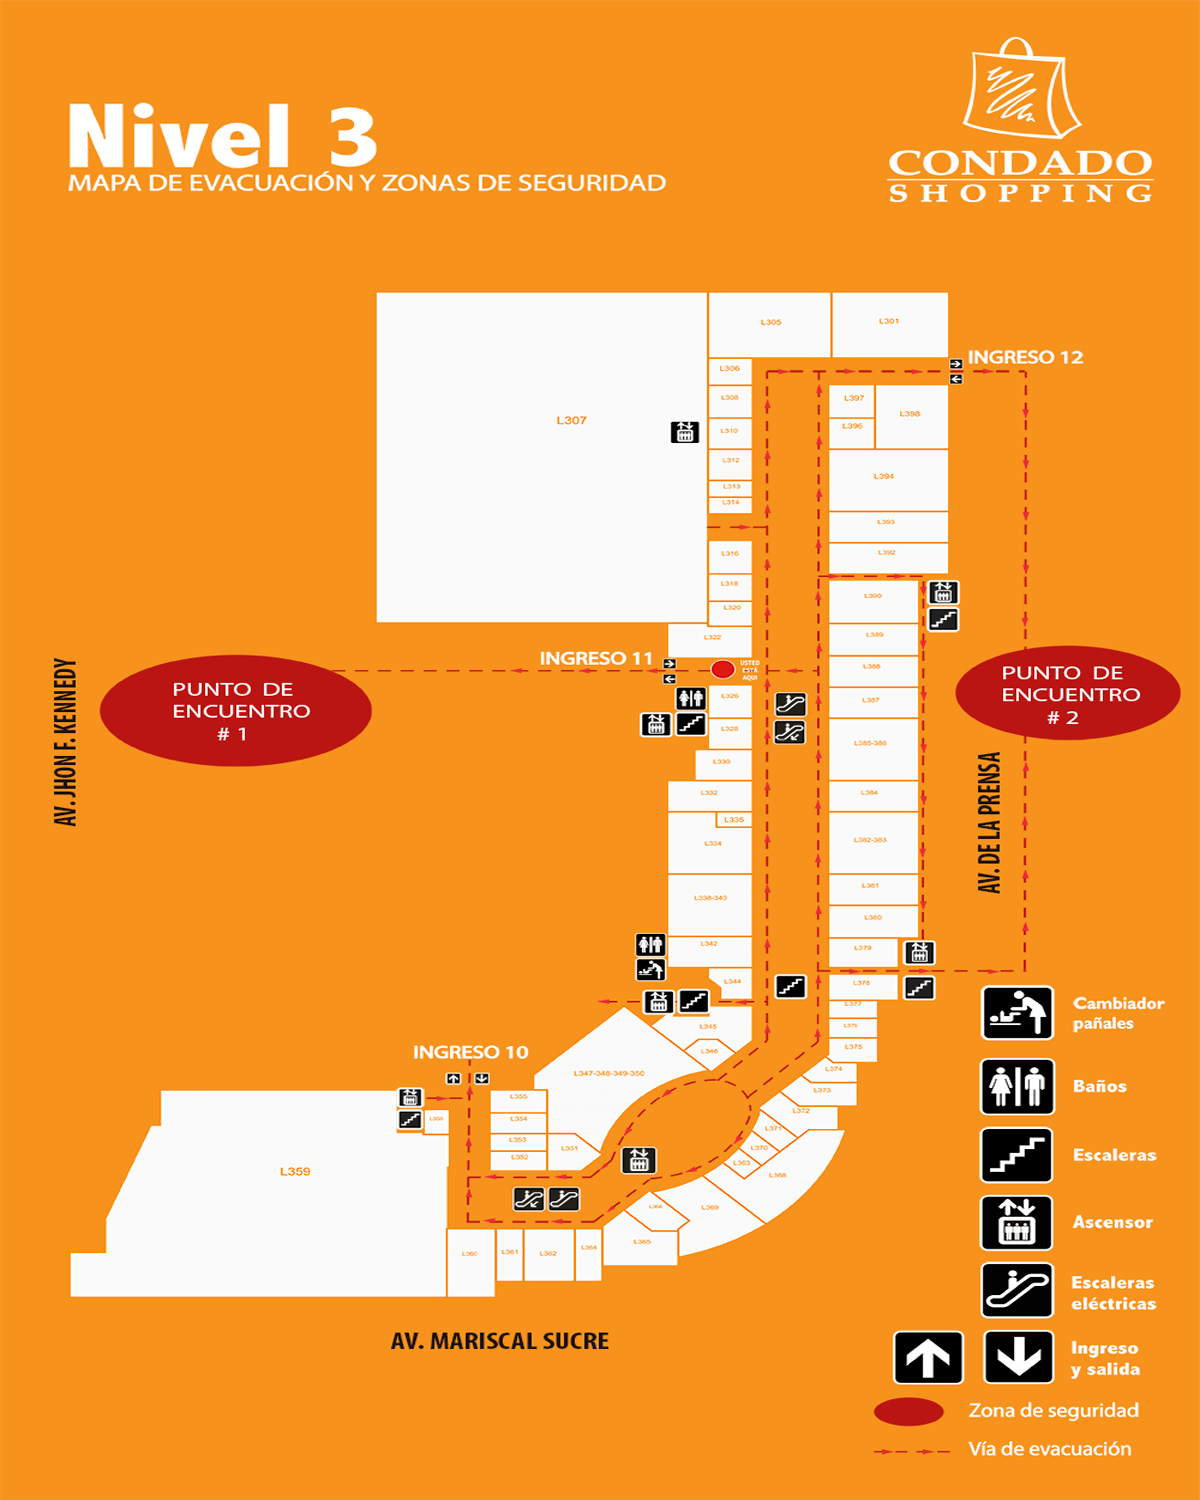 Nivel 3
MAPA DE EVACUACIÓN Y ZONAS DE SEGURIDAD
CONDADO
SHOPPING
L305
L301
INGRESO 12
L306
L307
L308
L310
L312
L313
L314
L397
L396
L398
L394
L393
L392
L316
L318
L320
L322
L390
L389
L388
L387
L385-386
L384
L382-383
L381
L380
L379
L378
L377
L376
L375
L374
L373
L372
L371
L370
L363
L368
INGRESO 11
USTED
ESTÁ
AQUI
L326
L328
L330
L332
L335
L334
L338-340
L342
L344
L345
L346
L347-348-349-350
PUNTO DE
ENCUENTRO
# 1
PUNTO DE
ENCUENTRO
# 2
AV. JHON F. KENNEDY
AV. DE LA PRENSA
INGRESO 10
L355
L354
L353
L352
L351
L359
L360
L361
L362
L364
L365
L369
AV. MARISCAL SUCRE
Cambiador
pañales
Baños
Escaleras
Ascensor
Escaleras
eléctricas
Ingreso
y salida
Zona de seguridad
Vía de evacuación